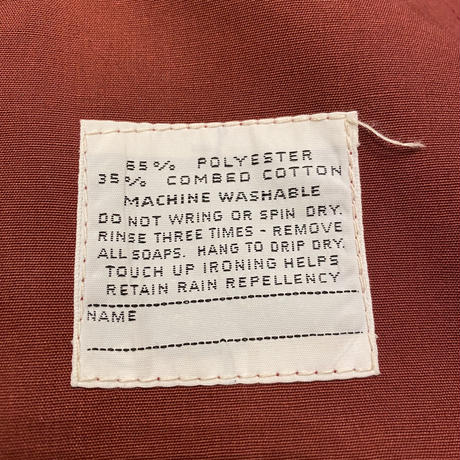 65% POLYESTER
35% COMBED COTTON
MACHINE WASHABLE
DO NOT WRING OR SPIN DRY.
RINSE THREE TIMES - REMOVE
ALL SOAPS. HANG TO DRIP DRY.
TOUCH UP IRONING HELPS
RETAIN RAIN REPELLENCY
NAME